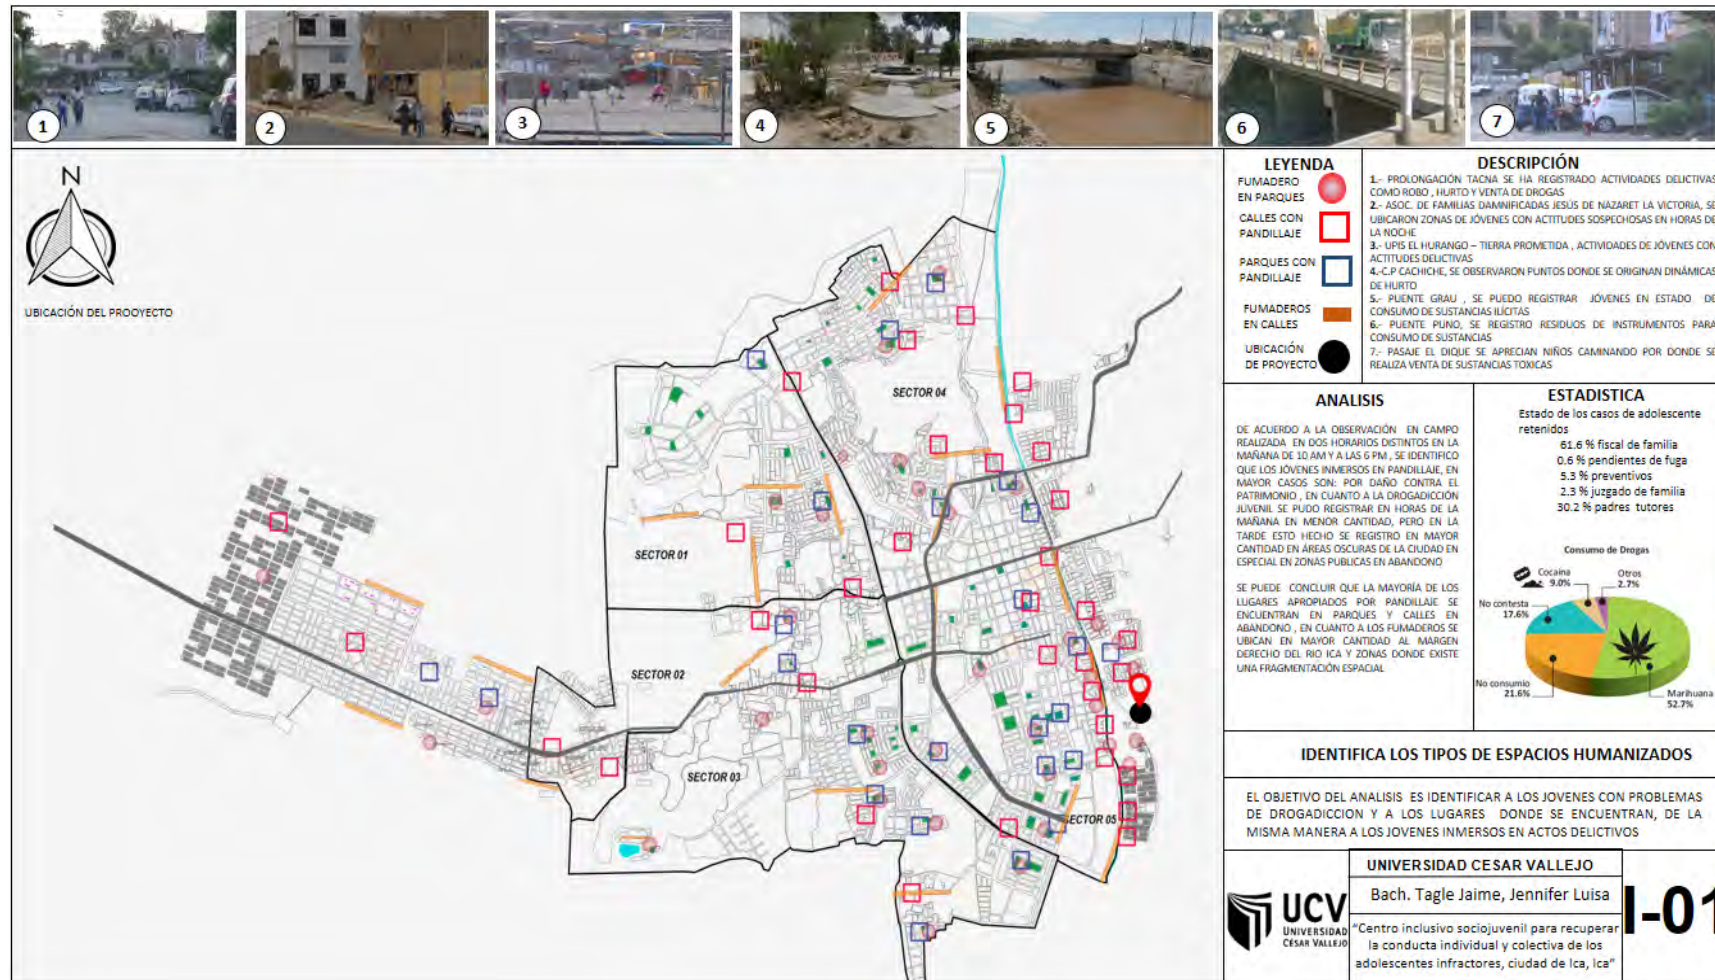 1
2
3
4
5
6
7
N
UBICACIÓN DEL PROOYECTO
SECTOR 04
SECTOR 01
SECTOR 02
SECTOR 03
SECTOR 05
LEYENDA
FUMADERO
EN PARQUES
CALLES CON
PANDILLAJE
PARQUES CON
PANDILLAJE
FUMADEROS
EN CALLES
UBICACIÓN
DE PROYECTO
DESCRIPCIÓN
1.- PROLONGACIÓN TACNA SE HA REGISTRADO ACTIVIDADES DELICTIVAS
COMO ROBO , HURTO Y VENTA DE DROGAS
2.- ASOC. DE FAMILIAS DAMNIFICADAS JESÚS DE NAZARET LA VICTORIA, SE
UBICARON ZONAS DE JÓVENES CON ACTITUDES SOSPECHOSAS EN HORAS DE
LA NOCHE
3.- UPIS EL HURANGO – TIERRA PROMETIDA , ACTIVIDADES DE JÓVENES CON
ACTITUDES DELICTIVAS
4.-C.P CACHICHE, SE OBSERVARON PUNTOS DONDE SE ORIGINAN DINÁMICAS
DE HURTO
5.- PUENTE GRAU , SE PUEDO REGISTRAR JÓVENES EN ESTADO DE
CONSUMO DE SUSTANCIAS ILÍCITAS
6.- PUENTE PUNO, SE REGISTRO RESIDUOS DE INSTRUMENTOS PARA
CONSUMO DE SUSTANCIAS
7.- PASAJE EL DIQUE SE APRECIAN NIÑOS CAMINANDO POR DONDE SE
REALIZA VENTA DE SUSTANCIAS TOXICAS
ANALISIS
DE ACUERDO A LA OBSERVACIÓN EN CAMPO
REALIZADA EN DOS HORARIOS DISTINTOS EN LA
MAÑANA DE 10 AM Y A LAS 6 PM , SE IDENTIFICO
QUE LOS JÓVENES INMERSOS EN PANDILLAJE, EN
MAYOR CASOS SON: POR DAÑO CONTRA EL
PATRIMONIO , EN CUANTO A LA DROGADICCIÓN
JUVENIL SE PUDO REGISTRAR EN HORAS DE LA
MAÑANA EN MENOR CANTIDAD, PERO EN LA
TARDE ESTO HECHO SE REGISTRO EN MAYOR
CANTIDAD EN ÁREAS OSCURAS DE LA CIUDAD EN
ESPECIAL EN ZONAS PUBLICAS EN ABANDONO
SE PUEDE CONCLUIR QUE LA MAYORÍA DE LOS
LUGARES APROPIADOS POR PANDILLAJE SE
ENCUENTRAN EN PARQUES Y CALLES EN
ABANDONO , EN CUANTO A LOS FUMADEROS SE
UBICAN EN MAYOR CANTIDAD AL MARGEN
DERECHO DEL RIO ICA Y ZONAS DONDE EXISTE
UNA FRAGMENTACIÓN ESPACIAL
ESTADISTICA
Estado de los casos de adolescente
retenidos
61.6 % fiscal de familia
0.6 % pendientes de fuga
5.3 % preventivos
2.3 % juzgado de familia
30.2 % padres tutores
Consumo de Drogas
Cocaína
9.0%
Otros
2.7%
No contesta
17.6%
No consumio
21.6%
Marihuana
52.7%
IDENTIFICA LOS TIPOS DE ESPACIOS HUMANIZADOS
EL OBJETIVO DEL ANALISIS ES IDENTIFICAR A LOS JOVENES CON PROBLEMAS
DE DROGADICCION Y A LOS LUGARES DONDE SE ENCUENTRAN, DE LA
MISMA MANERA A LOS JOVENES INMERSOS EN ACTOS DELICTIVOS
UCV
UNIVERSIDAD
CÉSAR VALLEJO
UNIVERSIDAD CESAR VALLEJO
Bach. Tagle Jaime, Jennifer Luisa
"Centro inclusivo sociojuvenil para recuperar
la conducta individual y colectiva de los
adolescentes infractores, ciudad de Ica, Ica"
I-01